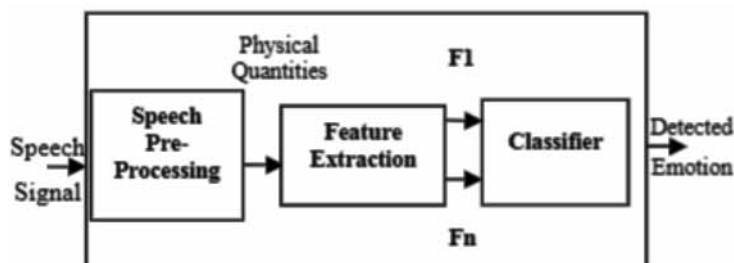 Physical
Quantities
F1
Speech
Pre-
Processing
Feature
Extraction
Classifier
Speech
Signal
Detected
Emotion
Fn